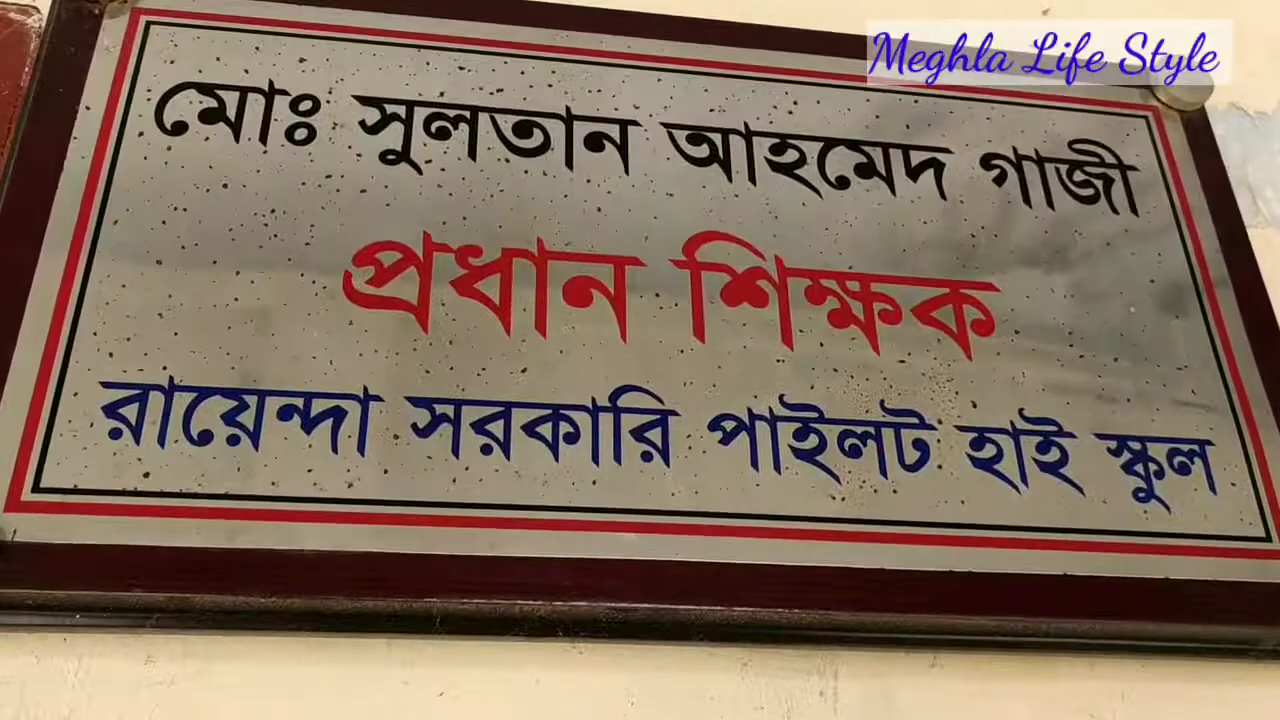 Meghla Life Style
মোঃ সুলতান আহমেদ গাজী
প্রধান শিক্ষক
রায়েন্দা সরকারি পাইলট হাই স্কুল